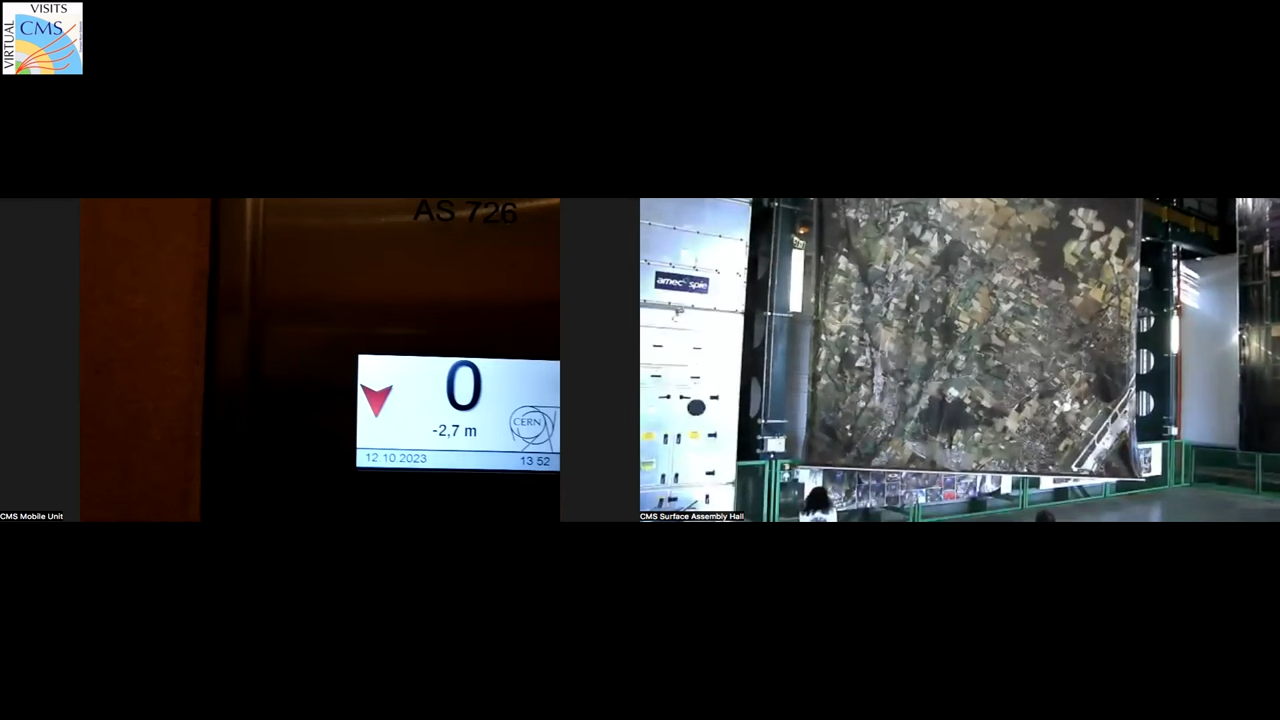 VISITS
CMS
VIRTUAL
AS 726
0
-2,7 m
CERN
12.10.2023
13 52
CMS Mobile Unit
amec spie
CMS Surface Assembly Hall